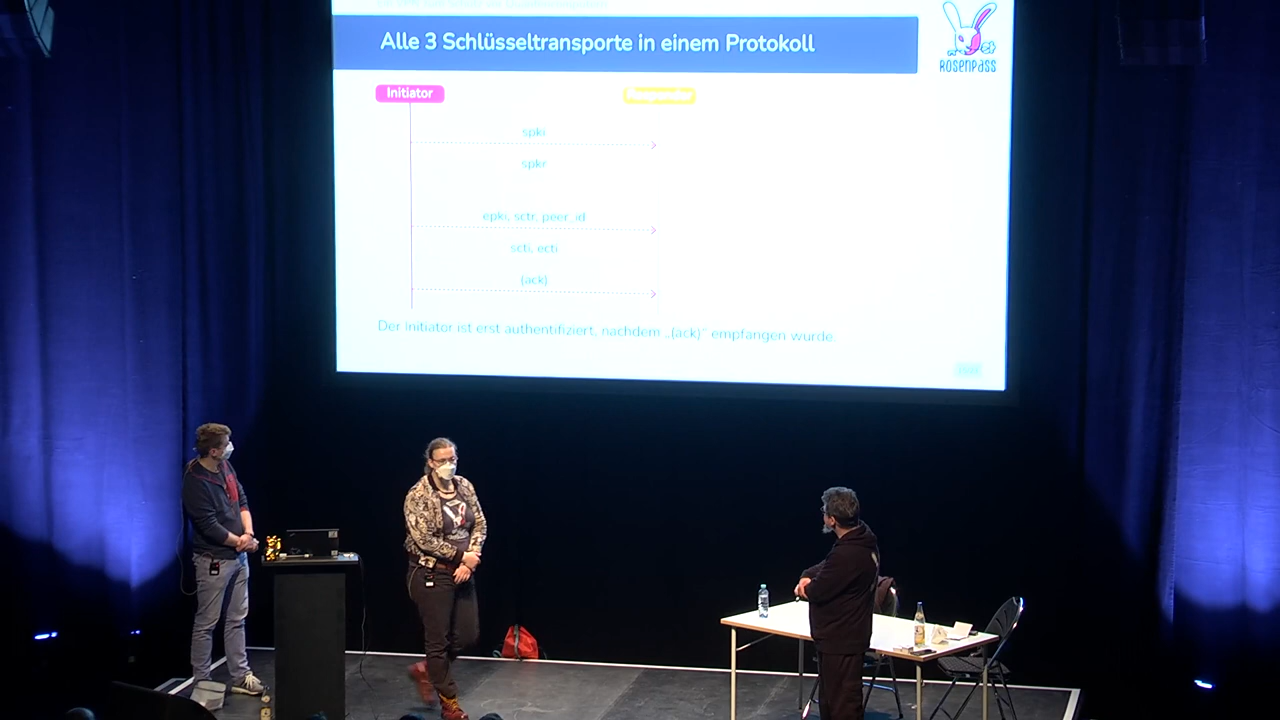 Alle 3 Schlüsseltransporte in einem Protokoll
ROSENPASS
Initiator
spki
spkr
epki, sctr, peer_id
scti, ecti
(ack)
Der Initiator ist erst authentifiziert, nachdem „(ack)“ empfangen wurde.